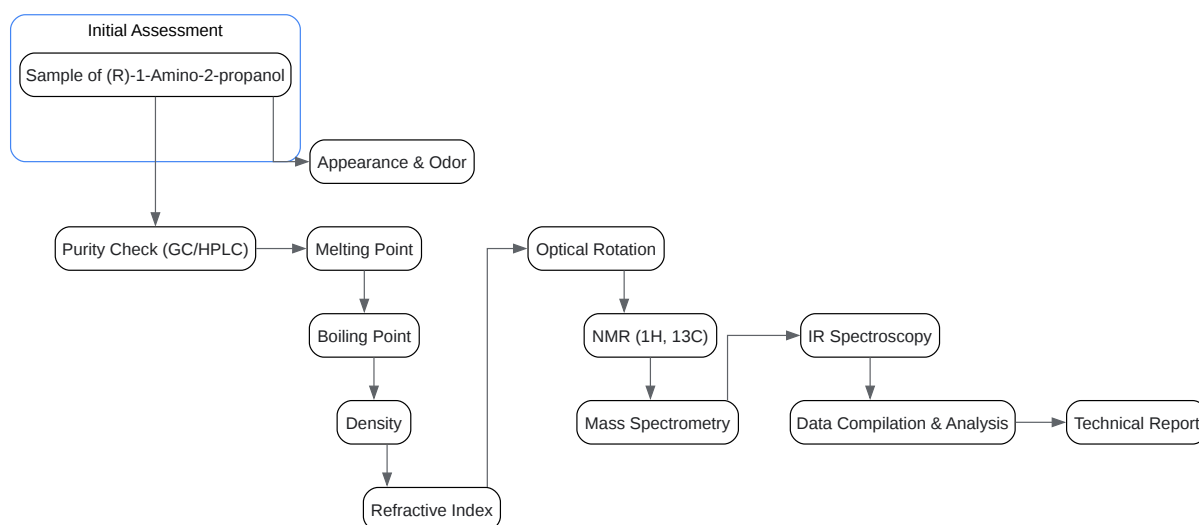 Initial Assessment
Sample of (R)-1-Amino-2-propanol
Appearance & Odor
Purity Check (GC/HPLC)
Melting Point
Optical Rotation
Boiling Point
NMR (1H, 13C)
IR Spectroscopy
Density
Mass Spectrometry
Data Compilation & Analysis
Technical Report
Refractive Index